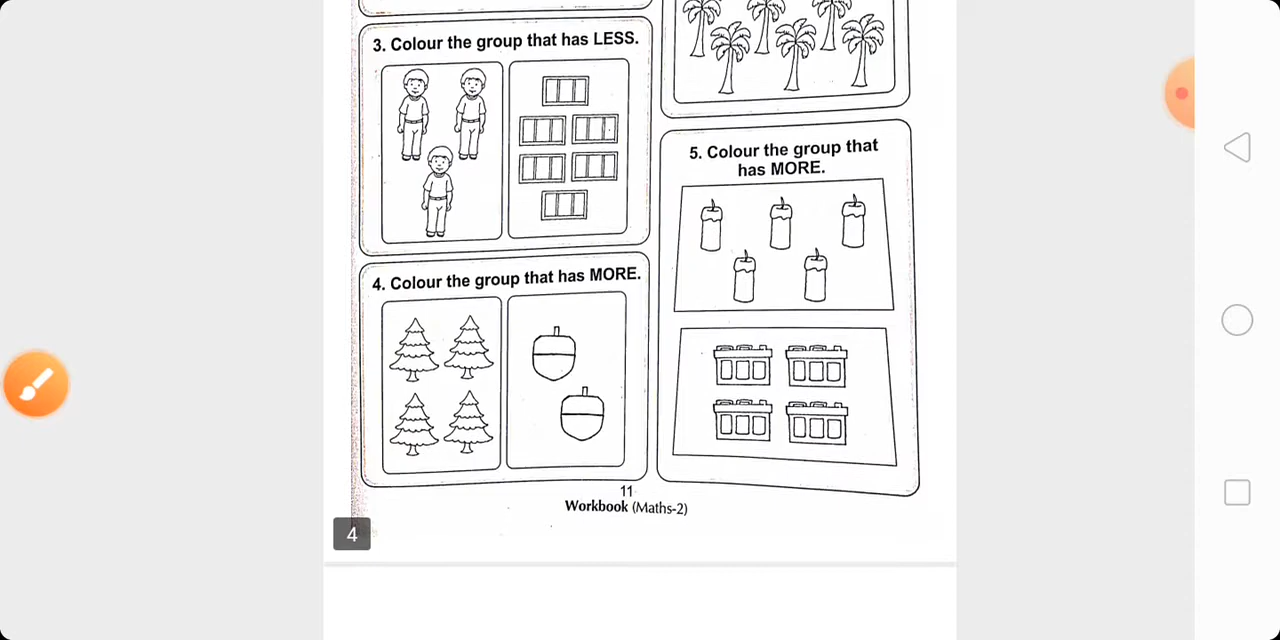 3. Colour the group that has LESS.
4. Colour the group that has MORE.
5. Colour the group that
has MORE.
11
Workbook (Maths-2)
4